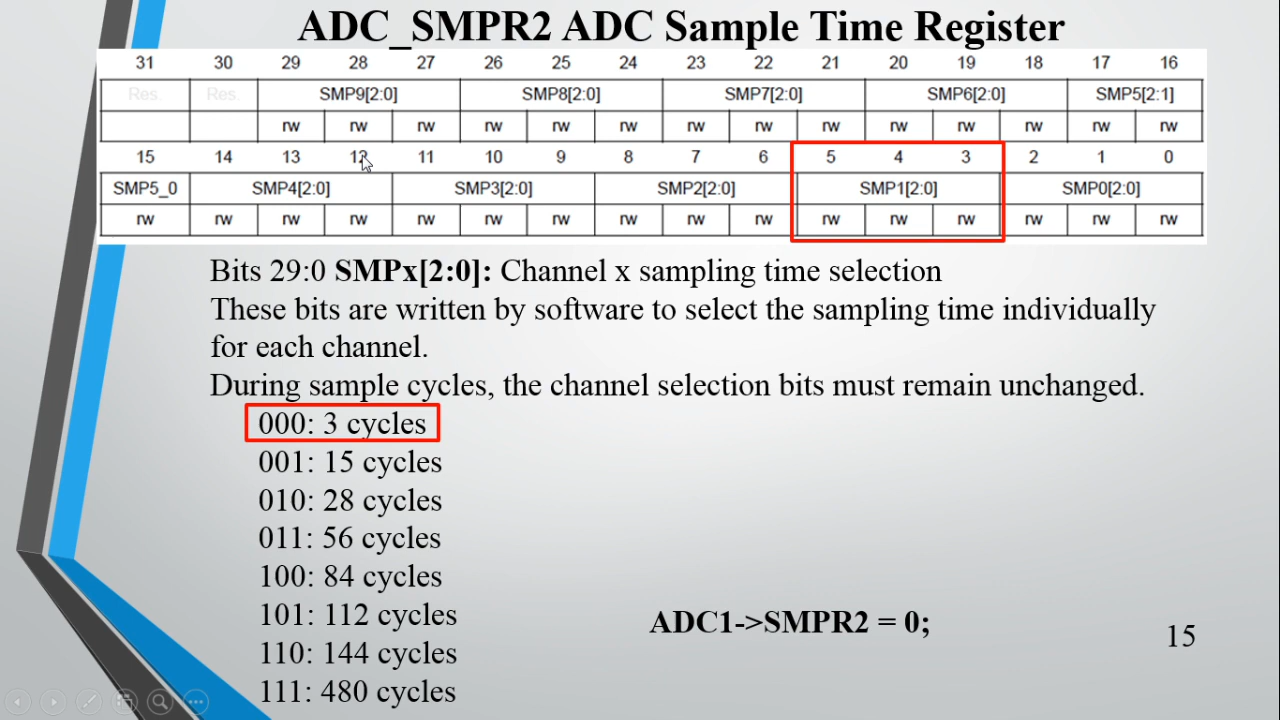 ADC_SMPR2 ADC Sample Time Register
31 30 29 28 27 26 25 24 23 22 21 20 19 18 17 16
Res. Res. SMP9[2:0] SMP8[2:0] SMP7[2:0] SMP6[2:0] SMP5[2:1]
rw rw rw rw rw rw rw rw rw rw rw rw rw rw
15 14 13 12 11 10 9 8 7 6 5 4 3 2 1 0
SMP5_0 SMP4[2:0] SMP3[2:0] SMP2[2:0] SMP1[2:0] SMP0[2:0]
rw rw rw rw rw rw rw rw rw rw rw rw rw rw rw rw
Bits 29:0 SMPx[2:0]: Channel x sampling time selection
These bits are written by software to select the sampling time individually
for each channel.
During sample cycles, the channel selection bits must remain unchanged.
000: 3 cycles
001: 15 cycles
010: 28 cycles
011: 56 cycles
100: 84 cycles
101: 112 cycles
110: 144 cycles
111: 480 cycles
ADC1->SMPR2 = 0;
15